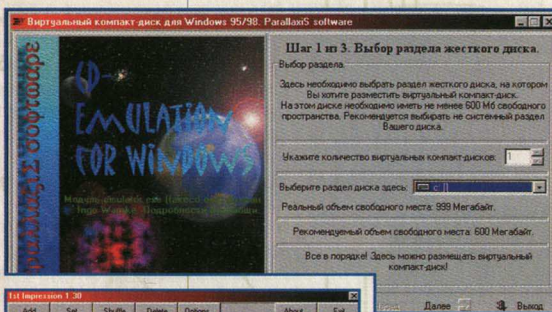 Виртуальный компакт-диск для Windows 95/98. ParallaxiS software
Шаг 1 из 3. Выбор раздела жесткого диска.
Выбор раздела
Здесь необходимо выбрать раздел жесткого диска, на котором
Вы хотите разместить виртуальный компакт-диск.
На этом диске необходимо иметь не менее 600 Мб свободного
пространства. Рекомендуется выбирать не системный раздел
Вашего диска.
Укажите количество виртуальных компакт-дисков: 1
Выберите раздел диска здесь: c: []
Реальный объем свободного места: 999 Мегабайт.
Рекомендуемый объем свободного места: 600 Мегабайт.
Все в порядке! Здесь можно размещать виртуальный
компакт-диск!
Далее Выход
CD-
EMULATION
FOR WINDOWS
Модуль
Ingo Подробности
1st Impression 1.30
Add Set Shuffle Delete Options About Exit